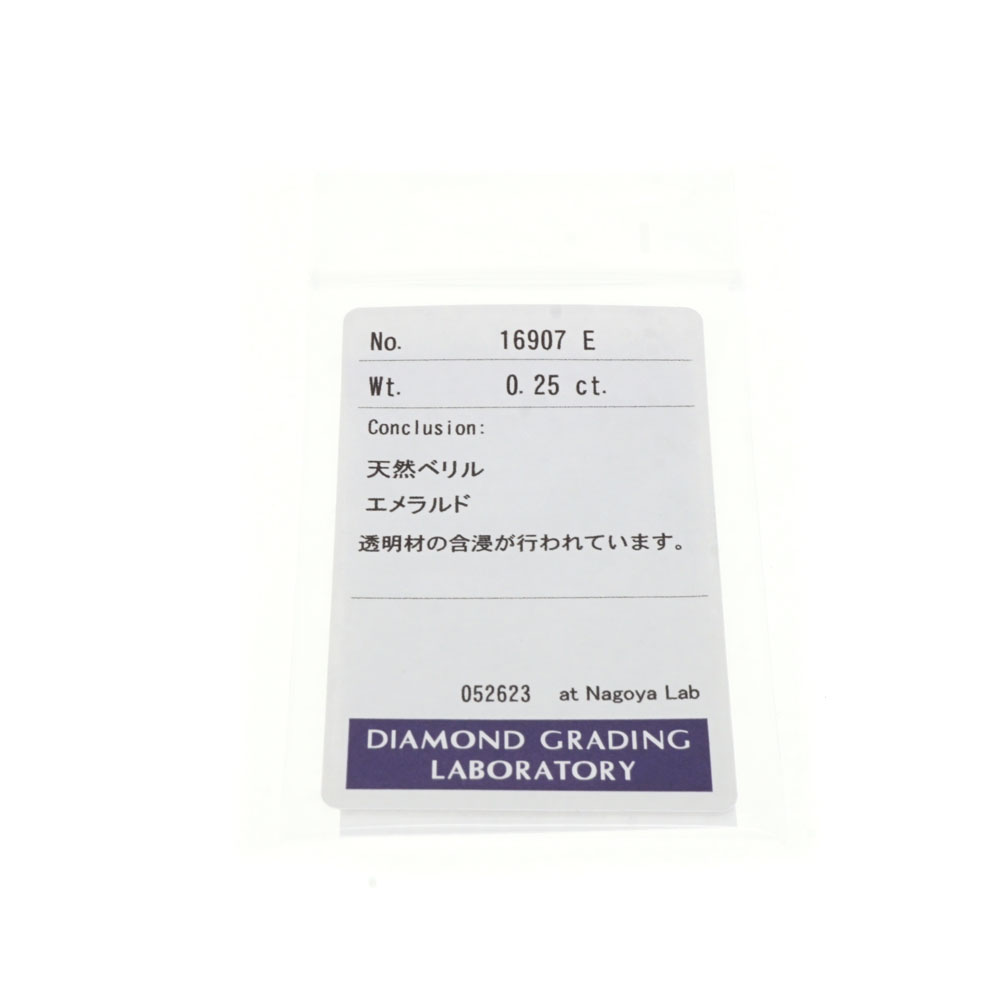 No. 16907 E
Wt. 0.25 ct.
Conclusion:
天然ベリル
エメラルド
透明材の含浸が行われています。
052623 at Nagoya Lab
DIAMOND GRADING
LABORATORY